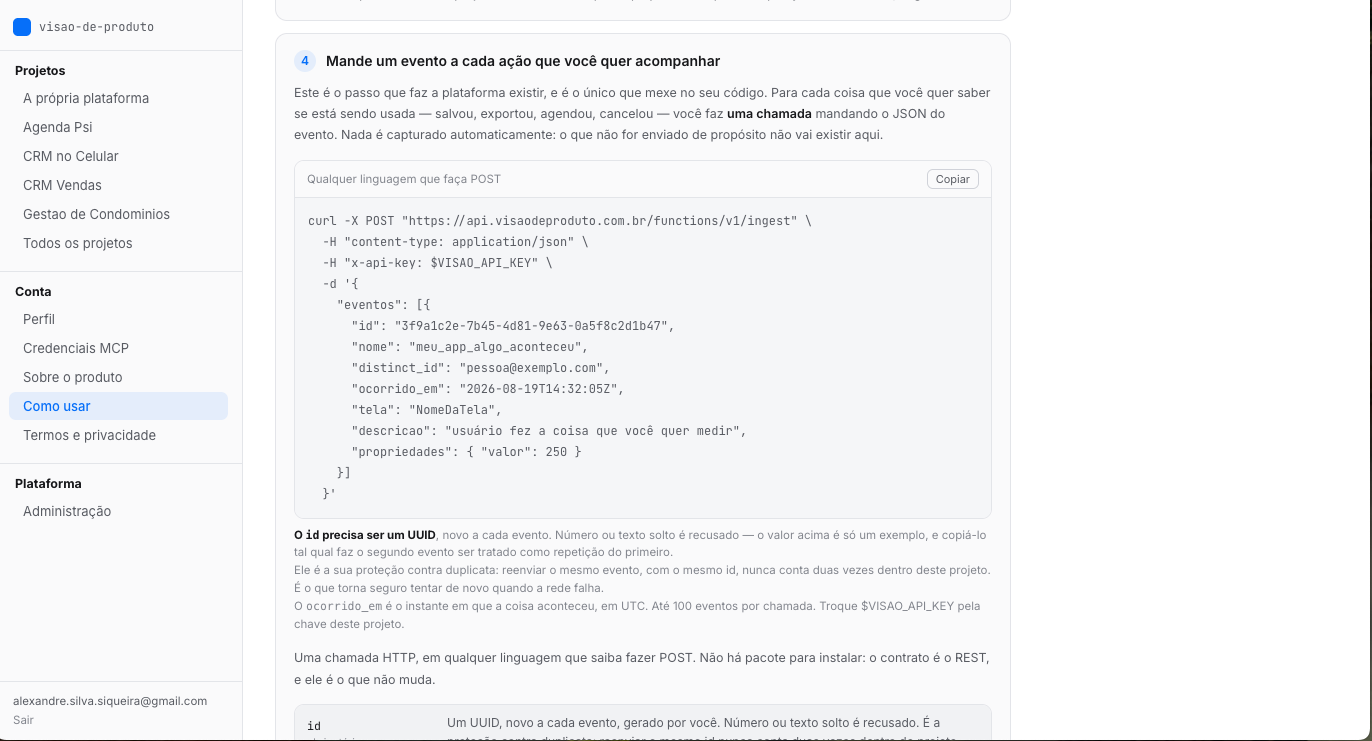 visao-de-produto
Projetos
A própria plataforma
Agenda Psi
CRM no Celular
CRM Vendas
Gestao de Condominios
Todos os projetos
Conta
Perfil
Credenciais MCP
Sobre o produto
Como usar
Termos e privacidade
Plataforma
Administração
alexandre.silva.siqueira@gmail.com
Sair
4 Mande um evento a cada ação que você quer acompanhar
Este é o passo que faz a plataforma existir, e é o único que mexe no seu código. Para cada coisa que você quer saber
se está sendo usada — salvou, exportou, agendou, cancelou — você faz uma chamada mandando o JSON do
evento. Nada é capturado automaticamente: o que não for enviado de propósito não vai existir aqui.
Qualquer linguagem que faça POST
Copiar
curl -X POST "https://api.visaodeproduto.com.br/functions/v1/ingest" \
-H "content-type: application/json" \
-H "x-api-key: $VISAO_API_KEY" \
-d '{
"eventos": [{
"id": "3f9a1c2e-7b45-4d81-9e63-0a5f8c2d1b47",
"nome": "meu_app_algo_aconteceu",
"distinct_id": "pessoa@exemplo.com",
"ocorrido_em": "2026-08-19T14:32:05Z",
"tela": "NomeDaTela",
"descricao": "usuário fez a coisa que você quer medir",
"propriedades": { "valor": 250 }
}]
}'
O id precisa ser um UUID, novo a cada evento. Número ou texto solto é recusado — o valor acima é só um exemplo, e copiá-lo
tal qual faz o segundo evento ser tratado como repetição do primeiro.
Ele é a sua proteção contra duplicata: reenviar o mesmo evento, com o mesmo id, nunca conta duas vezes dentro deste projeto.
É o que torna seguro tentar de novo quando a rede falha.
O ocorrido_em é o instante em que a coisa aconteceu, em UTC. Até 100 eventos por chamada. Troque $VISAO_API_KEY pela
chave deste projeto.
Uma chamada HTTP, em qualquer linguagem que saiba fazer POST. Não há pacote para instalar: o contrato é o REST,
e ele é o que não muda.
id
Um UUID, novo a cada evento, gerado por você. Número ou texto solto é recusado. É a